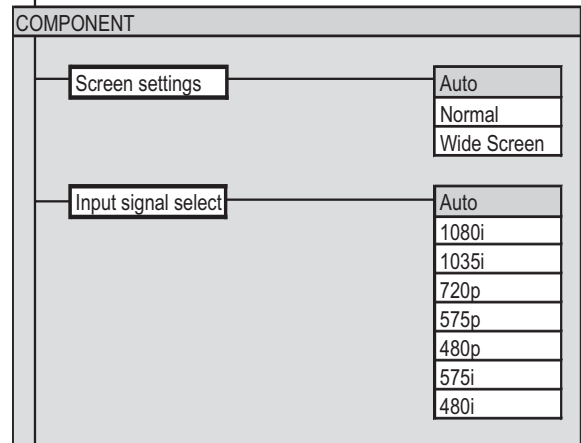 COMPONENT
Screen settings
Auto
Normal
Wide Screen
Input signal select
Auto
1080i
1035i
720p
575p
480p
575i
480i